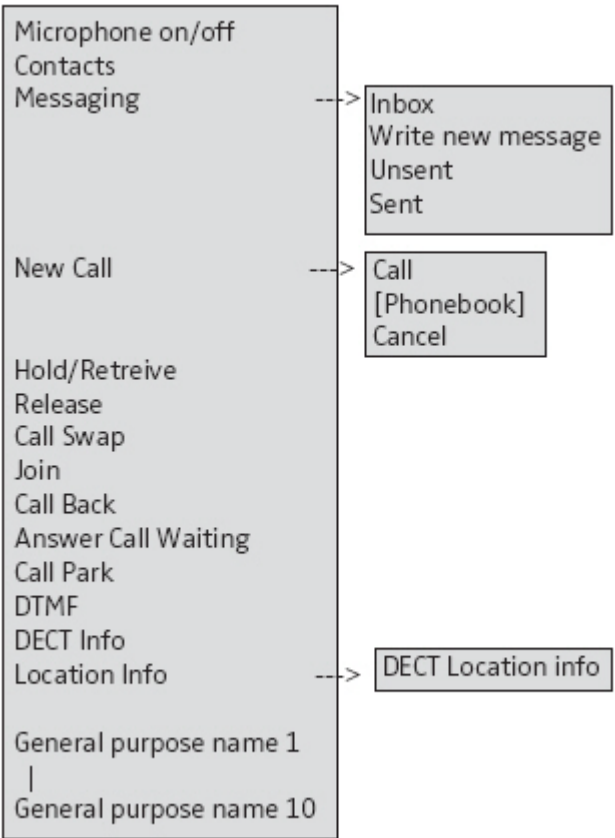 Microphone on/off
Contacts
Messaging ---> Inbox
Write new message
Unsent
Sent
New Call ---> Call
[Phonebook]
Cancel
Hold/Retreive
Release
Call Swap
Join
Call Back
Answer Call Waiting
Call Park
DTMF
DECT Info
Location Info ---> DECT Location info
General purpose name 1
|
General purpose name 10